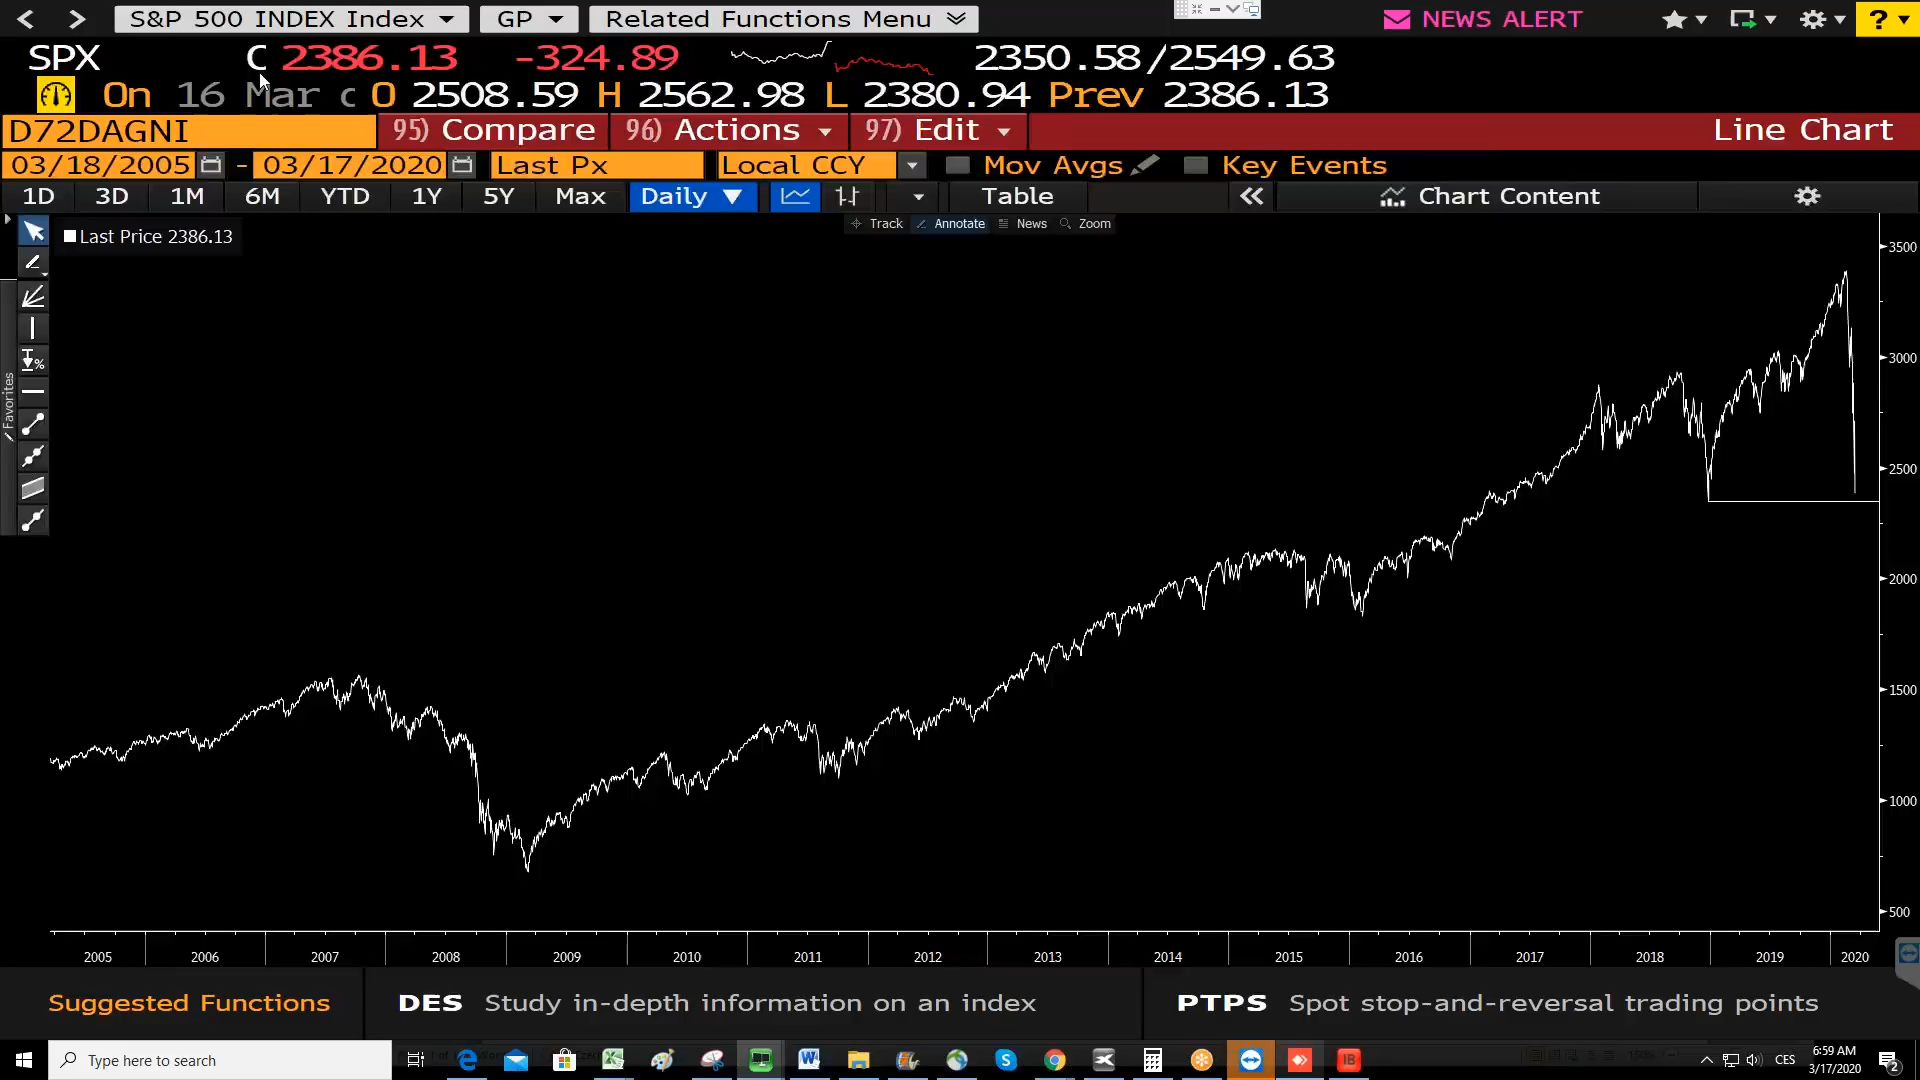 S&P 500 INDEX Index GP Related Functions Menu NEWS ALERT ?
SPX C 2386.13 -324.89 2350.58/2549.63
On 16 Mar c O 2508.59 H 2562.98 L 2380.94 Prev 2386.13
D72DAGNI 95) Compare 96) Actions 97) Edit Line Chart
03/18/2005 - 03/17/2020 Last Px Local CCY Mov Avgs Key Events
1D 3D 1M 6M YTD 1Y 5Y Max Daily Table Chart Content
Track Annotate News Zoom
Last Price 2386.13
Favorites
3500
3000
2500
2000
1500
1000
500
2005 2006 2007 2008 2009 2010 2011 2012 2013 2014 2015 2016 2017 2018 2019 2020
Suggested Functions DES Study in-depth information on an index PTPS Spot stop-and-reversal trading points
Type here to search CES 6:59 AM
3/17/2020
IB
2